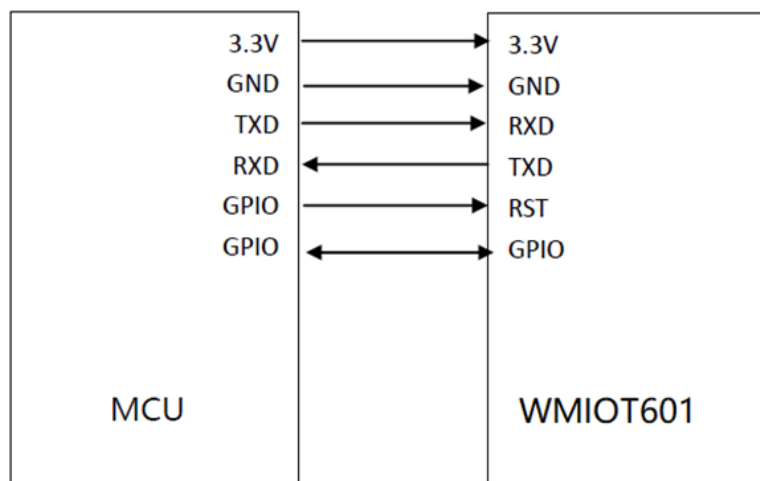 3.3V 3.3V
GND GND
TXD RXD
RXD TXD
GPIO RST
GPIO GPIO
MCU WMIOT601